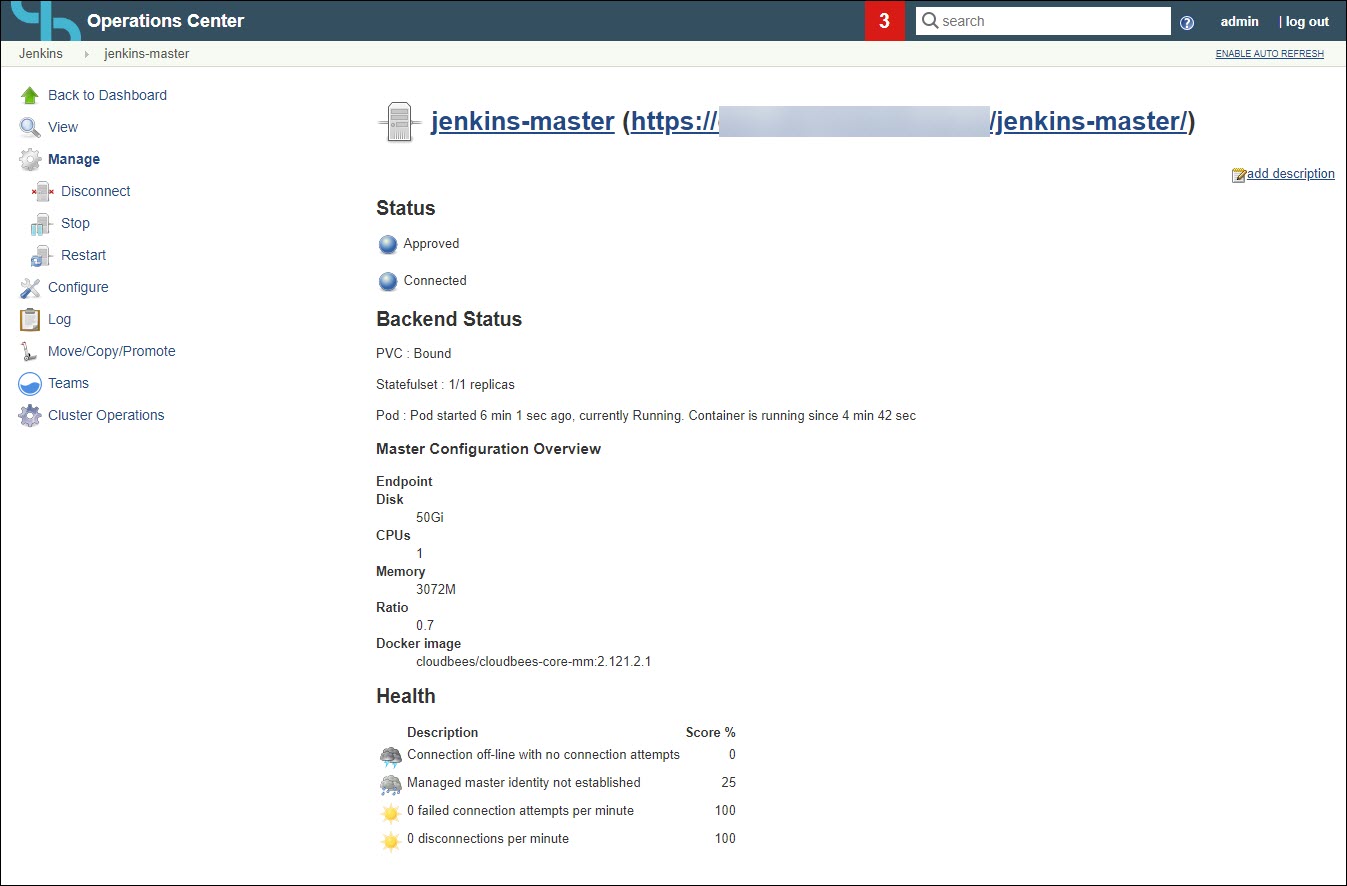 Operations Center
3
search
admin
| log out
Jenkins
jenkins-master
ENABLE AUTO REFRESH
Back to Dashboard
View
Manage
Disconnect
Stop
Restart
Configure
Log
Move/Copy/Promote
Teams
Cluster Operations
jenkins-master (https:///jenkins-master/)
add description
Status
Approved
Connected
Backend Status
PVC : Bound
Statefulset : 1/1 replicas
Pod : Pod started 6 min 1 sec ago, currently Running. Container is running since 4 min 42 sec
Master Configuration Overview
Endpoint
Disk
50Gi
CPUs
1
Memory
3072M
Ratio
0.7
Docker image
cloudbees/cloudbees-core-mm:2.121.2.1
Health
Description Score %
Connection off-line with no connection attempts 0
Managed master identity not established 25
0 failed connection attempts per minute 100
0 disconnections per minute 100